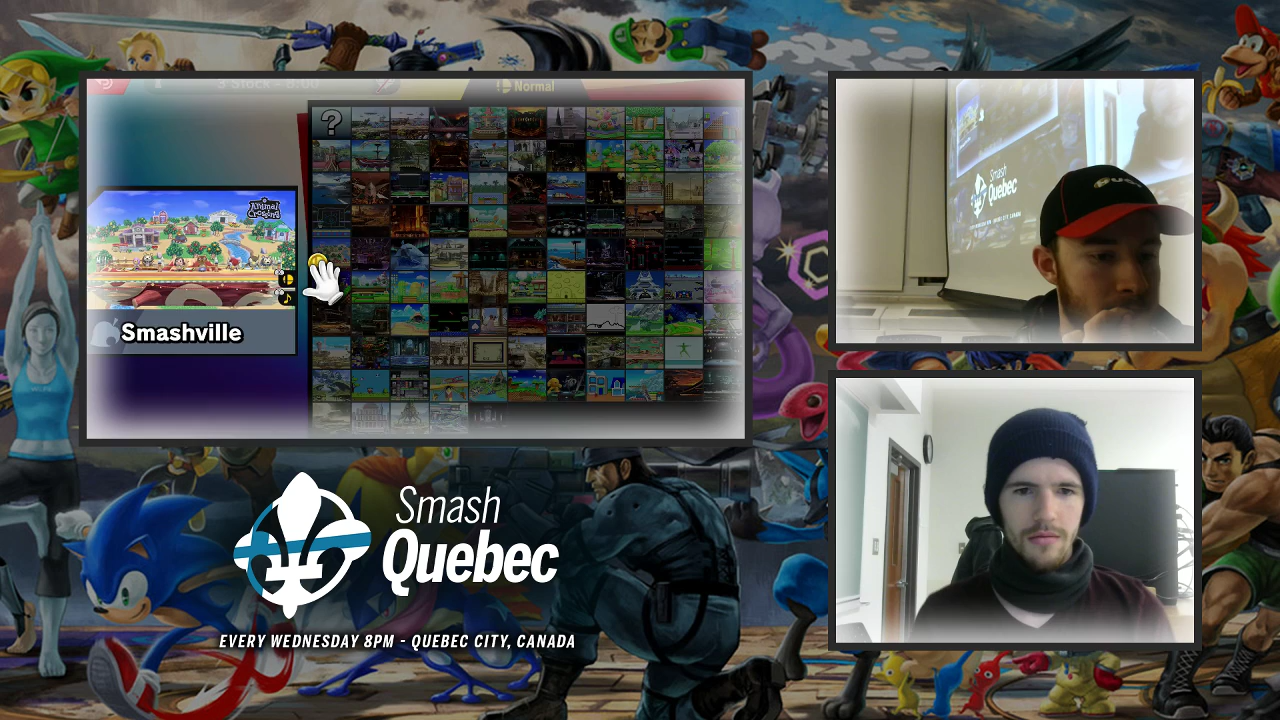 3 Stock - 8:00
Normal
?
Animal
Crossing
Smashville
Smash
Quebec
Smash
Quebec
EVERY WEDNESDAY 8PM - QUEBEC CITY, CANADA